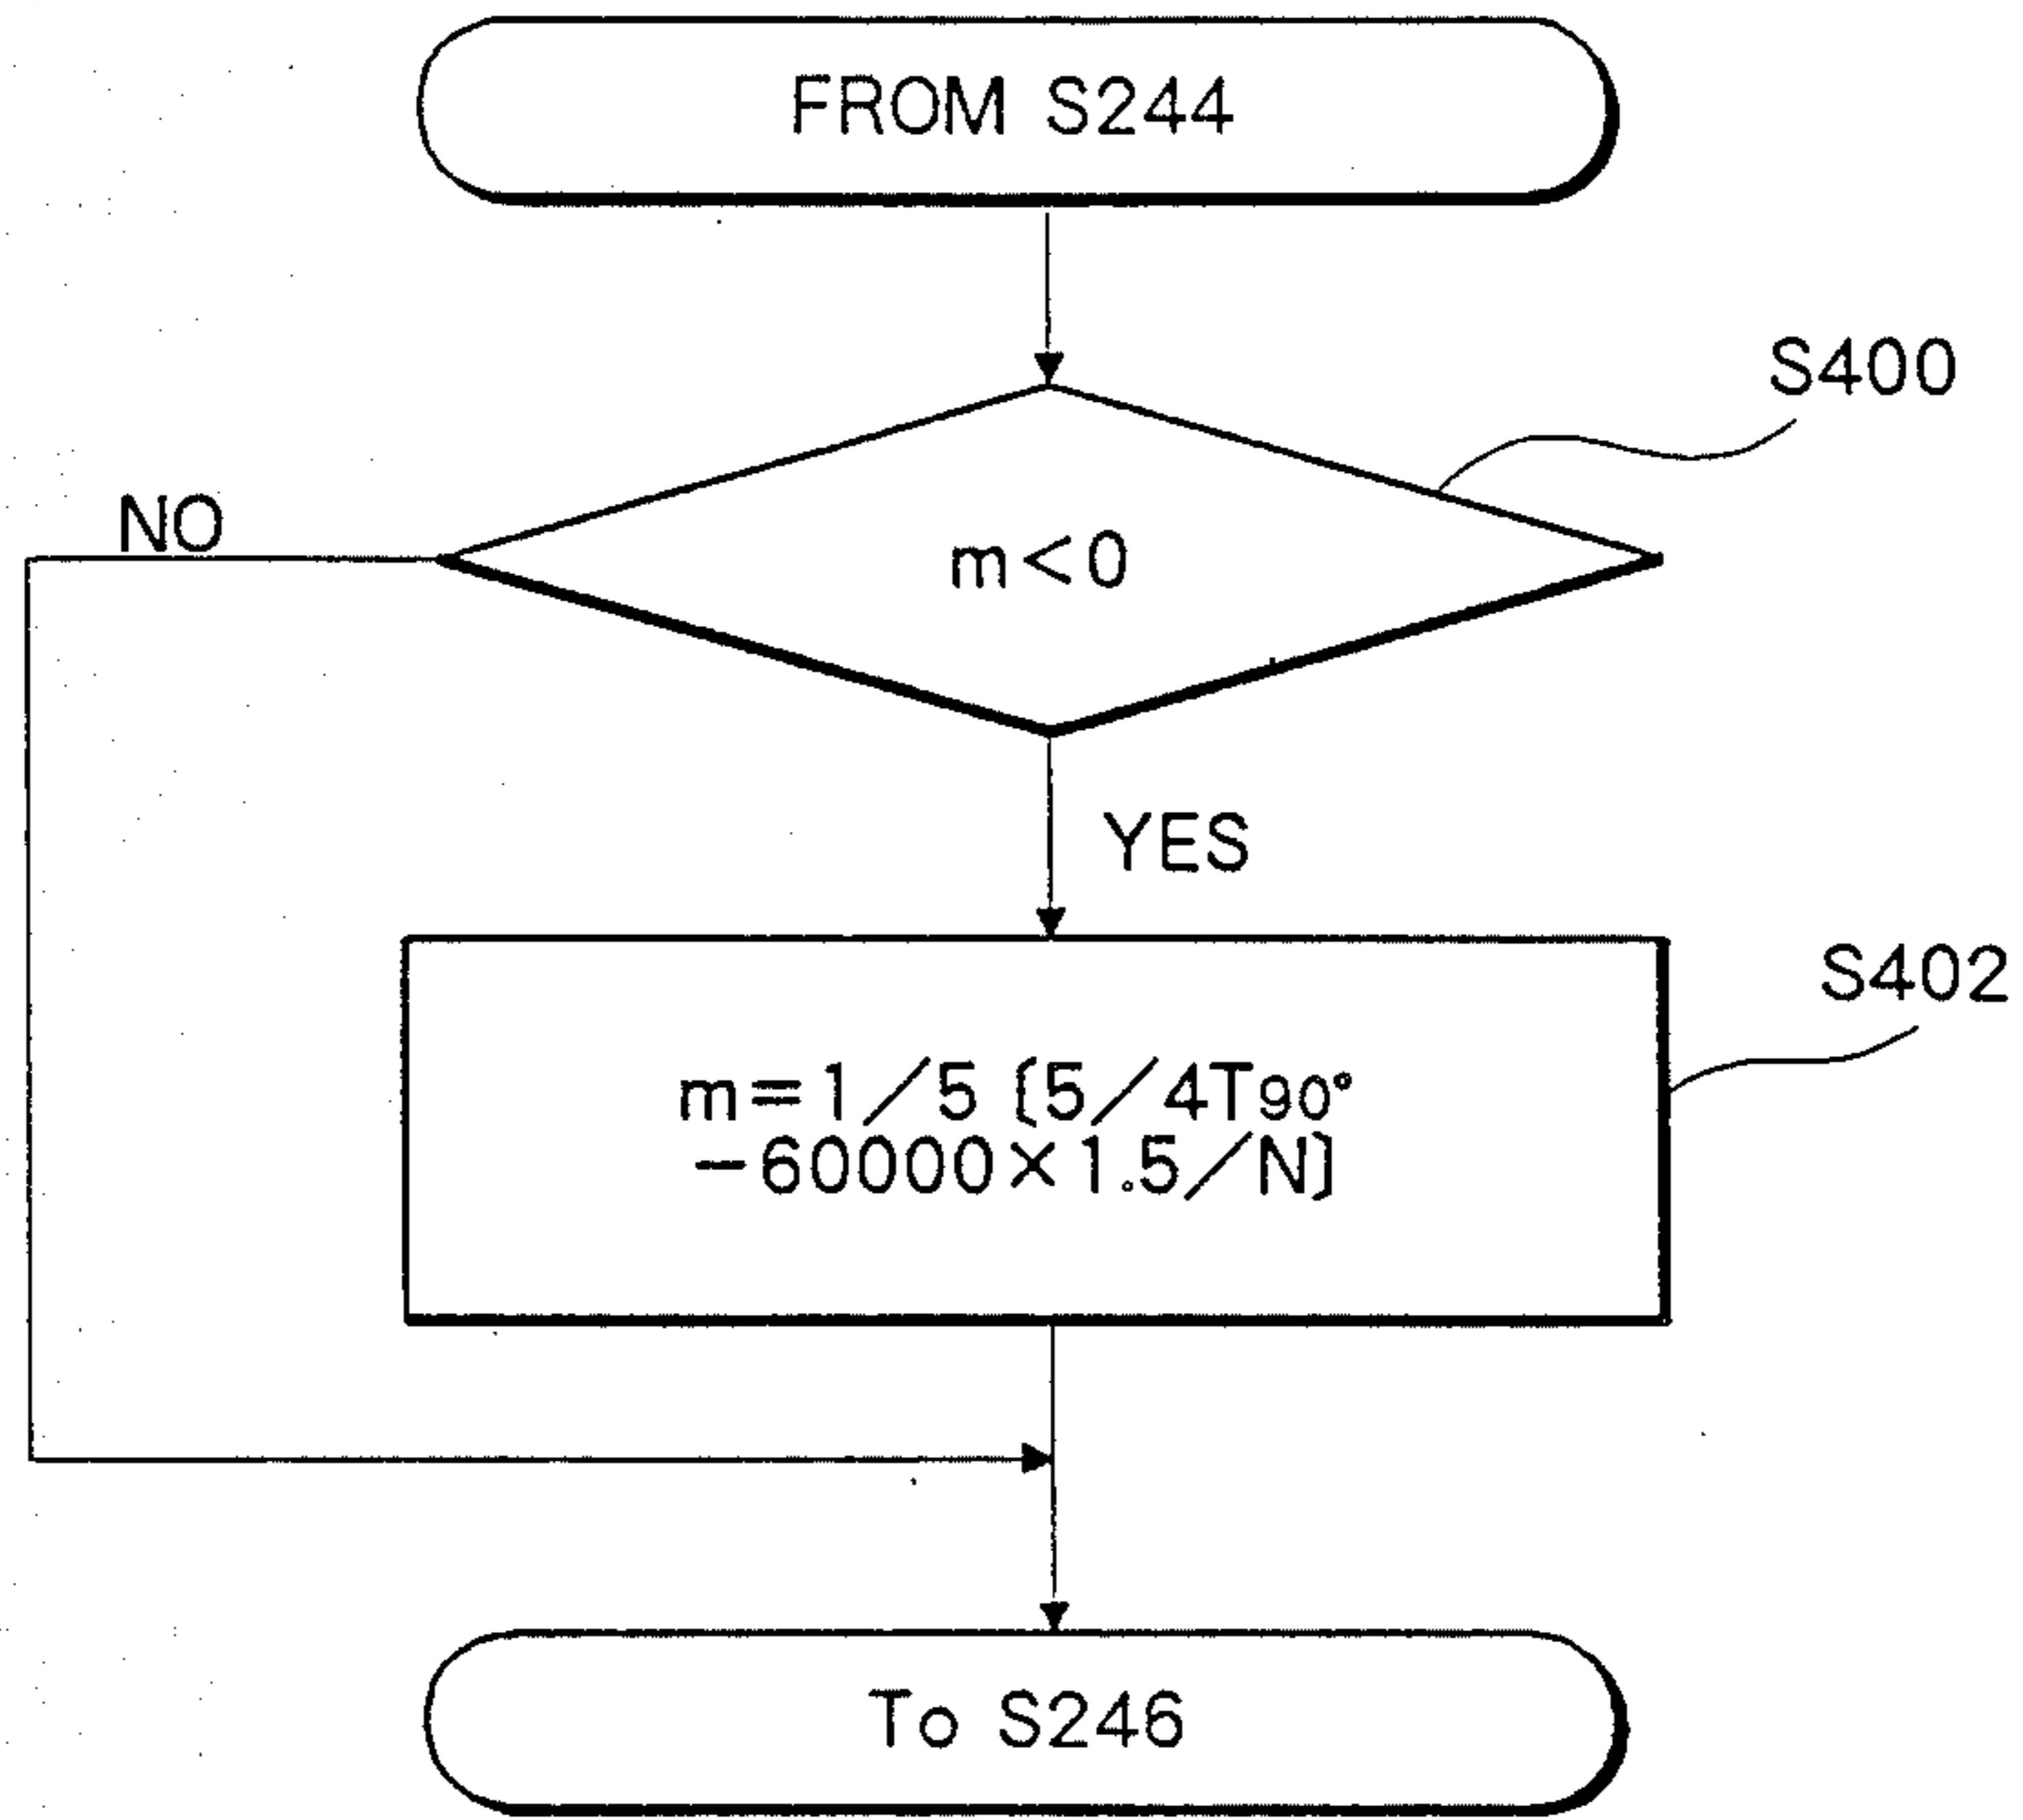 FROM S244
S400
NO
m<0
YES
S402
m=1/5 (5/4T90°
-60000×1.5/N)
To S246